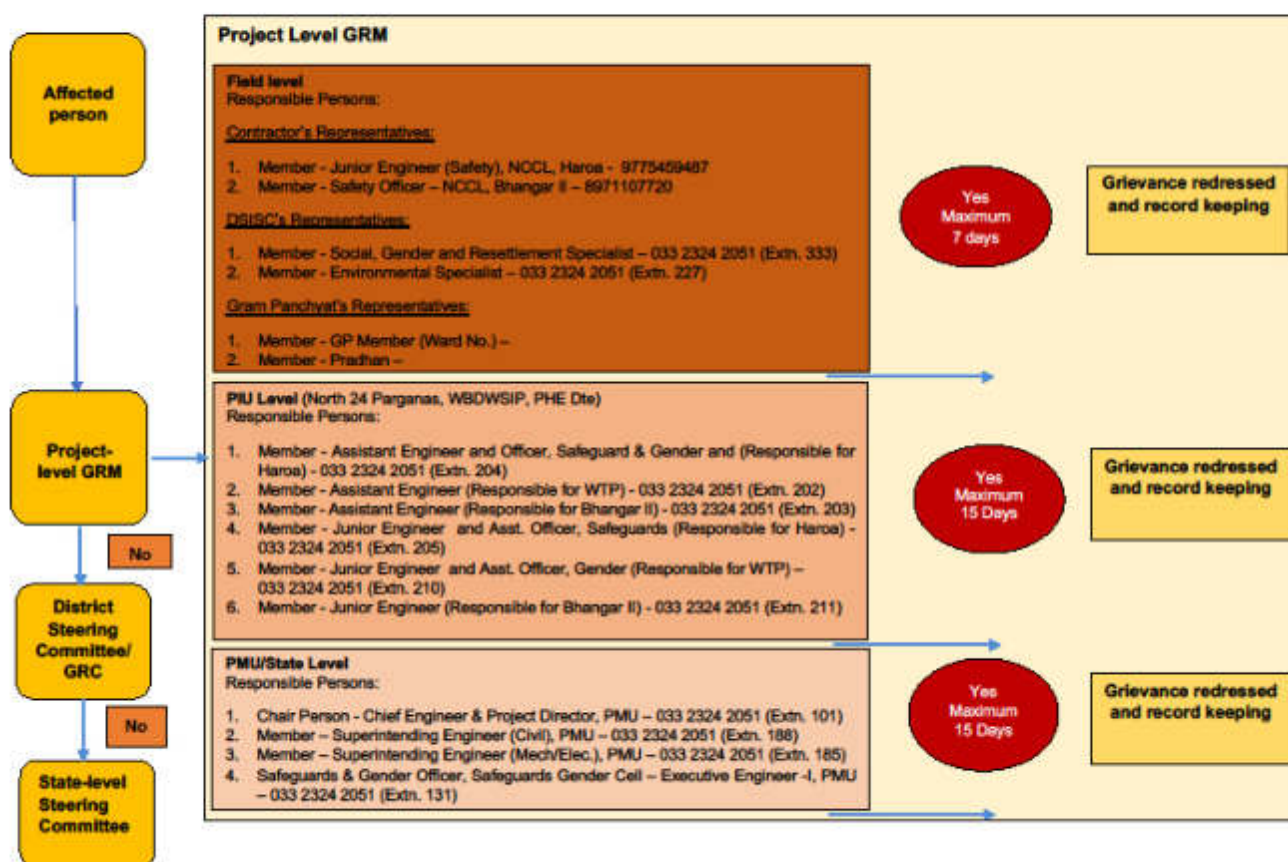 Affected
person
Project-
level GRM
No
District
Steering
Committee/
GRC
No
State-level
Steering
Committee
Project Level GRM
Field level
Responsible Persons:
Contractor's Representatives:
1. Member - Junior Engineer (Safety), NCCL, Haroa - 9775459487
2. Member - Safety Officer – NCCL, Bhangar II – 8971107720
DSISC's Representatives:
1. Member - Social, Gender and Resettlement Specialist – 033 2324 2051 (Extn. 333)
2. Member - Environmental Specialist – 033 2324 2051 (Extn. 227)
Gram Panchyat's Representatives:
1. Member - GP Member (Ward No.) –
2. Member - Pradhan –
Yes
Maximum
7 days
Grievance redressed
and record keeping
PIU Level (North 24 Parganas, WBDWSIP, PHE Dte)
Responsible Persons:
1. Member - Assistant Engineer and Officer, Safeguard & Gender and (Responsible for
Haroa) - 033 2324 2051 (Extn. 204)
2. Member - Assistant Engineer (Responsible for WTP) - 033 2324 2051 (Extn. 202)
3. Member - Assistant Engineer (Responsible for Bhangar II) - 033 2324 2051 (Extn. 203)
4. Member - Junior Engineer and Asst. Officer, Safeguards (Responsible for Haroa) -
033 2324 2051 (Extn. 205)
5. Member - Junior Engineer and Asst. Officer, Gender (Responsible for WTP) –
033 2324 2051 (Extn. 210)
6. Member - Junior Engineer (Responsible for Bhangar II) - 033 2324 2051 (Extn. 211)
Yes
Maximum
15 Days
Grievance redressed
and record keeping
PMU/State Level
Responsible Persons:
1. Chair Person - Chief Engineer & Project Director, PMU – 033 2324 2051 (Extn. 101)
2. Member – Superintending Engineer (Civil), PMU – 033 2324 2051 (Extn. 188)
3. Member – Superintending Engineer (Mech/Elec.), PMU – 033 2324 2051 (Extn. 185)
4. Safeguards & Gender Officer, Safeguards Gender Cell – Executive Engineer -I, PMU
– 033 2324 2051 (Extn. 131)
Yes
Maximum
15 Days
Grievance redressed
and record keeping